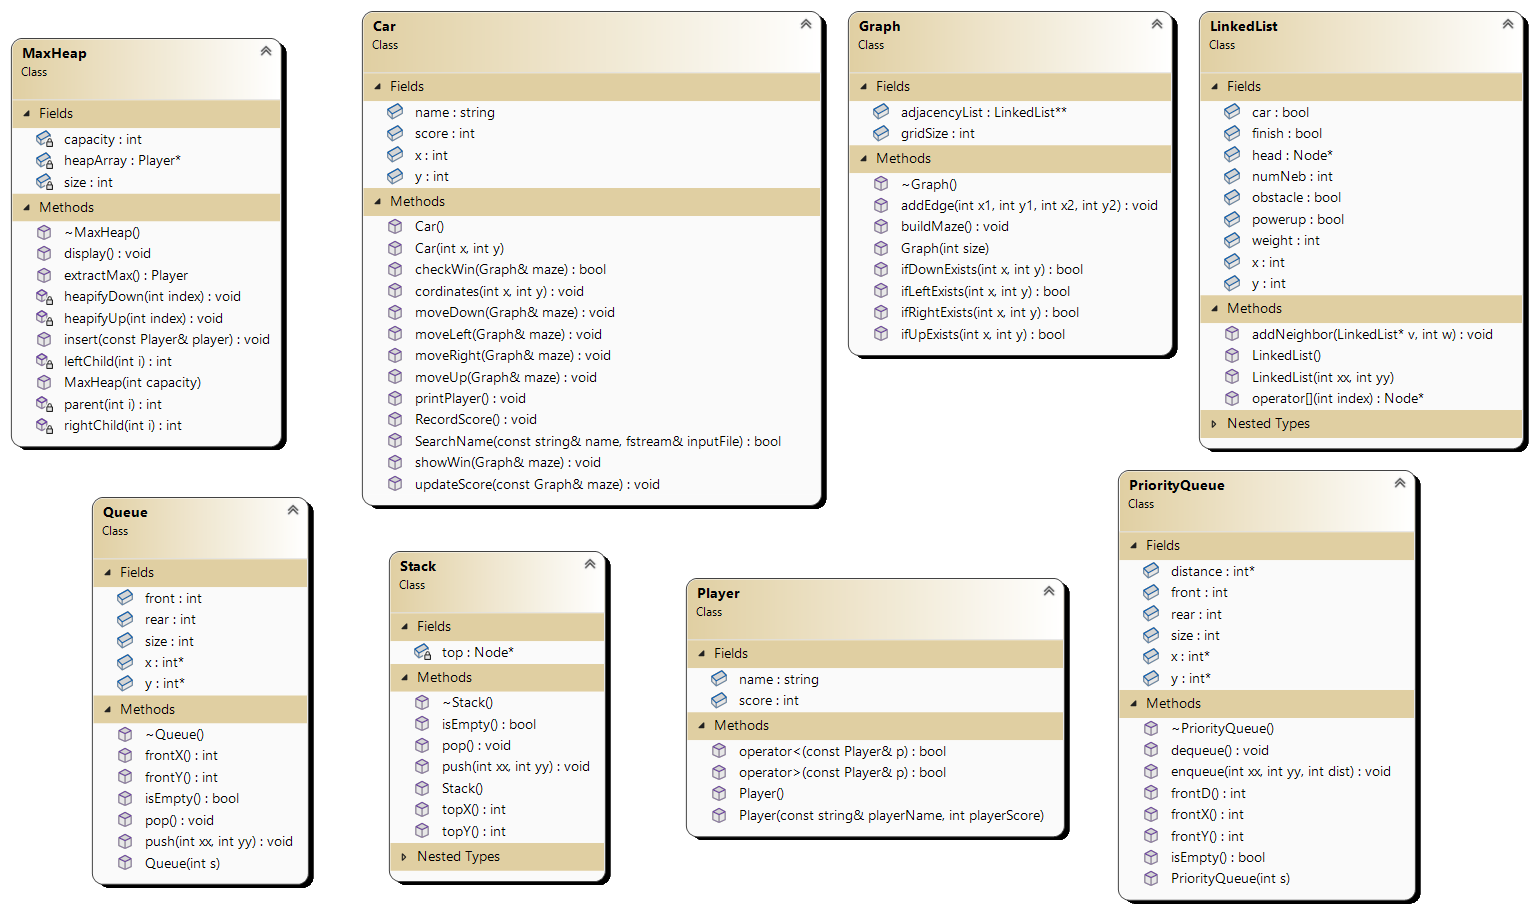 MaxHeap
Class
Fields
capacity : int
heapArray : Player*
size : int
Methods
~MaxHeap()
display() : void
extractMax() : Player
heapifyDown(int index) : void
heapifyUp(int index) : void
insert(const Player& player) : void
leftChild(int i) : int
MaxHeap(int capacity)
parent(int i) : int
rightChild(int i) : int
Car
Class
Fields
name : string
score : int
x : int
y : int
Methods
Car()
Car(int x, int y)
checkWin(Graph& maze) : bool
cordinates(int x, int y) : void
moveDown(Graph& maze) : void
moveLeft(Graph& maze) : void
moveRight(Graph& maze) : void
moveUp(Graph& maze) : void
printPlayer() : void
RecordScore() : void
SearchName(const string& name, fstream& inputFile) : bool
showWin(Graph& maze) : void
updateScore(const Graph& maze) : void
Graph
Class
Fields
adjacencyList : LinkedList**
gridSize : int
Methods
~Graph()
addEdge(int x1, int y1, int x2, int y2) : void
buildMaze() : void
Graph(int size)
ifDownExists(int x, int y) : bool
ifLeftExists(int x, int y) : bool
ifRightExists(int x, int y) : bool
ifUpExists(int x, int y) : bool
LinkedList
Class
Fields
car : bool
finish : bool
head : Node*
numNeb : int
obstacle : bool
powerup : bool
weight : int
x : int
y : int
Methods
addNeighbor(LinkedList* v, int w) : void
LinkedList()
LinkedList(int xx, int yy)
operator[](int index) : Node*
Nested Types
Queue
Class
Fields
front : int
rear : int
size : int
x : int*
y : int*
Methods
~Queue()
frontX() : int
frontY() : int
isEmpty() : bool
pop() : void
push(int xx, int yy) : void
Queue(int s)
Stack
Class
Fields
top : Node*
Methods
~Stack()
isEmpty() : bool
pop() : void
push(int xx, int yy) : void
Stack()
topX() : int
topY() : int
Nested Types
Player
Class
Fields
name : string
score : int
Methods
operator<(const Player& p) : bool
operator>(const Player& p) : bool
Player()
Player(const string& playerName, int playerScore)
PriorityQueue
Class
Fields
distance : int*
front : int
rear : int
size : int
x : int*
y : int*
Methods
~PriorityQueue()
dequeue() : void
enqueue(int xx, int yy, int dist) : void
frontD() : int
frontX() : int
frontY() : int
isEmpty() : bool
PriorityQueue(int s)